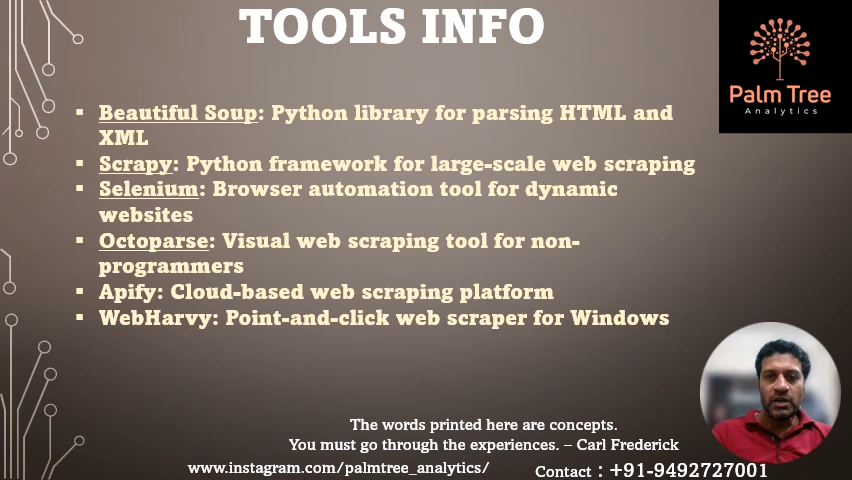 TOOLS INFO
Palm Tree
Analytics
▪ Beautiful Soup: Python library for parsing HTML and
XML
▪ Scrapy: Python framework for large-scale web scraping
▪ Selenium: Browser automation tool for dynamic
websites
▪ Octoparse: Visual web scraping tool for non-
programmers
▪ Apify: Cloud-based web scraping platform
▪ WebHarvy: Point-and-click web scraper for Windows
The words printed here are concepts.
You must go through the experiences. – Carl Frederick
www.instagram.com/palmtree_analytics/
Contact : +91-9492727001